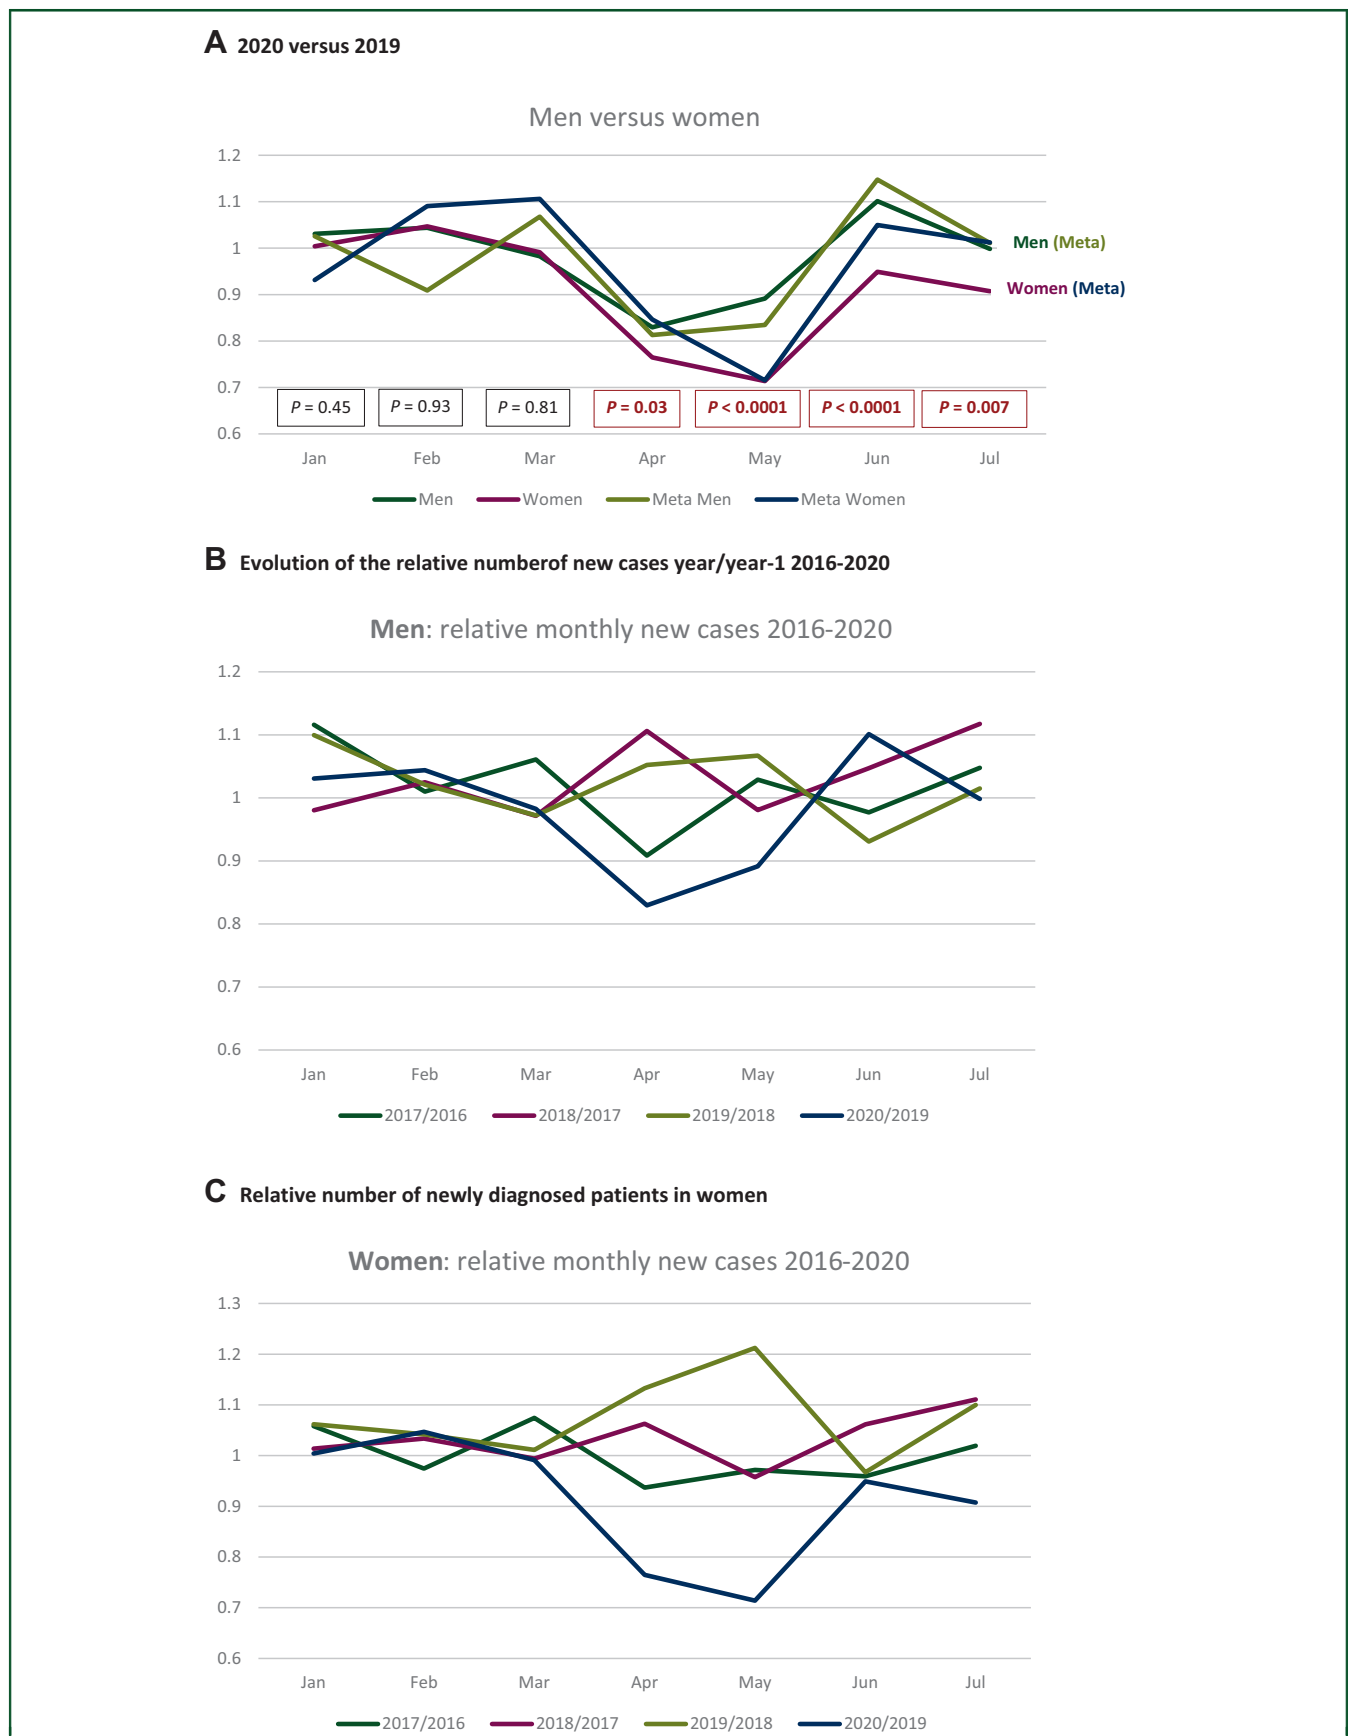 A 2020 versus 2019
Men versus women
1.2
1.1
1
0.9
0.8
0.7
0.6
Men (Meta)
Women (Meta)
P = 0.45 P = 0.93 P = 0.81 P = 0.03 P < 0.0001 P < 0.0001 P = 0.007
Jan Feb Mar Apr May Jun Jul
Men Women Meta Men Meta Women
B Evolution of the relative numberof new cases year/year-1 2016-2020
Men: relative monthly new cases 2016-2020
1.2
1.1
1
0.9
0.8
0.7
0.6
Jan Feb Mar Apr May Jun Jul
2017/2016 2018/2017 2019/2018 2020/2019
C Relative number of newly diagnosed patients in women
Women: relative monthly new cases 2016-2020
1.3
1.2
1.1
1
0.9
0.8
0.7
0.6
Jan Feb Mar Apr May Jun Jul
2017/2016 2018/2017 2019/2018 2020/2019